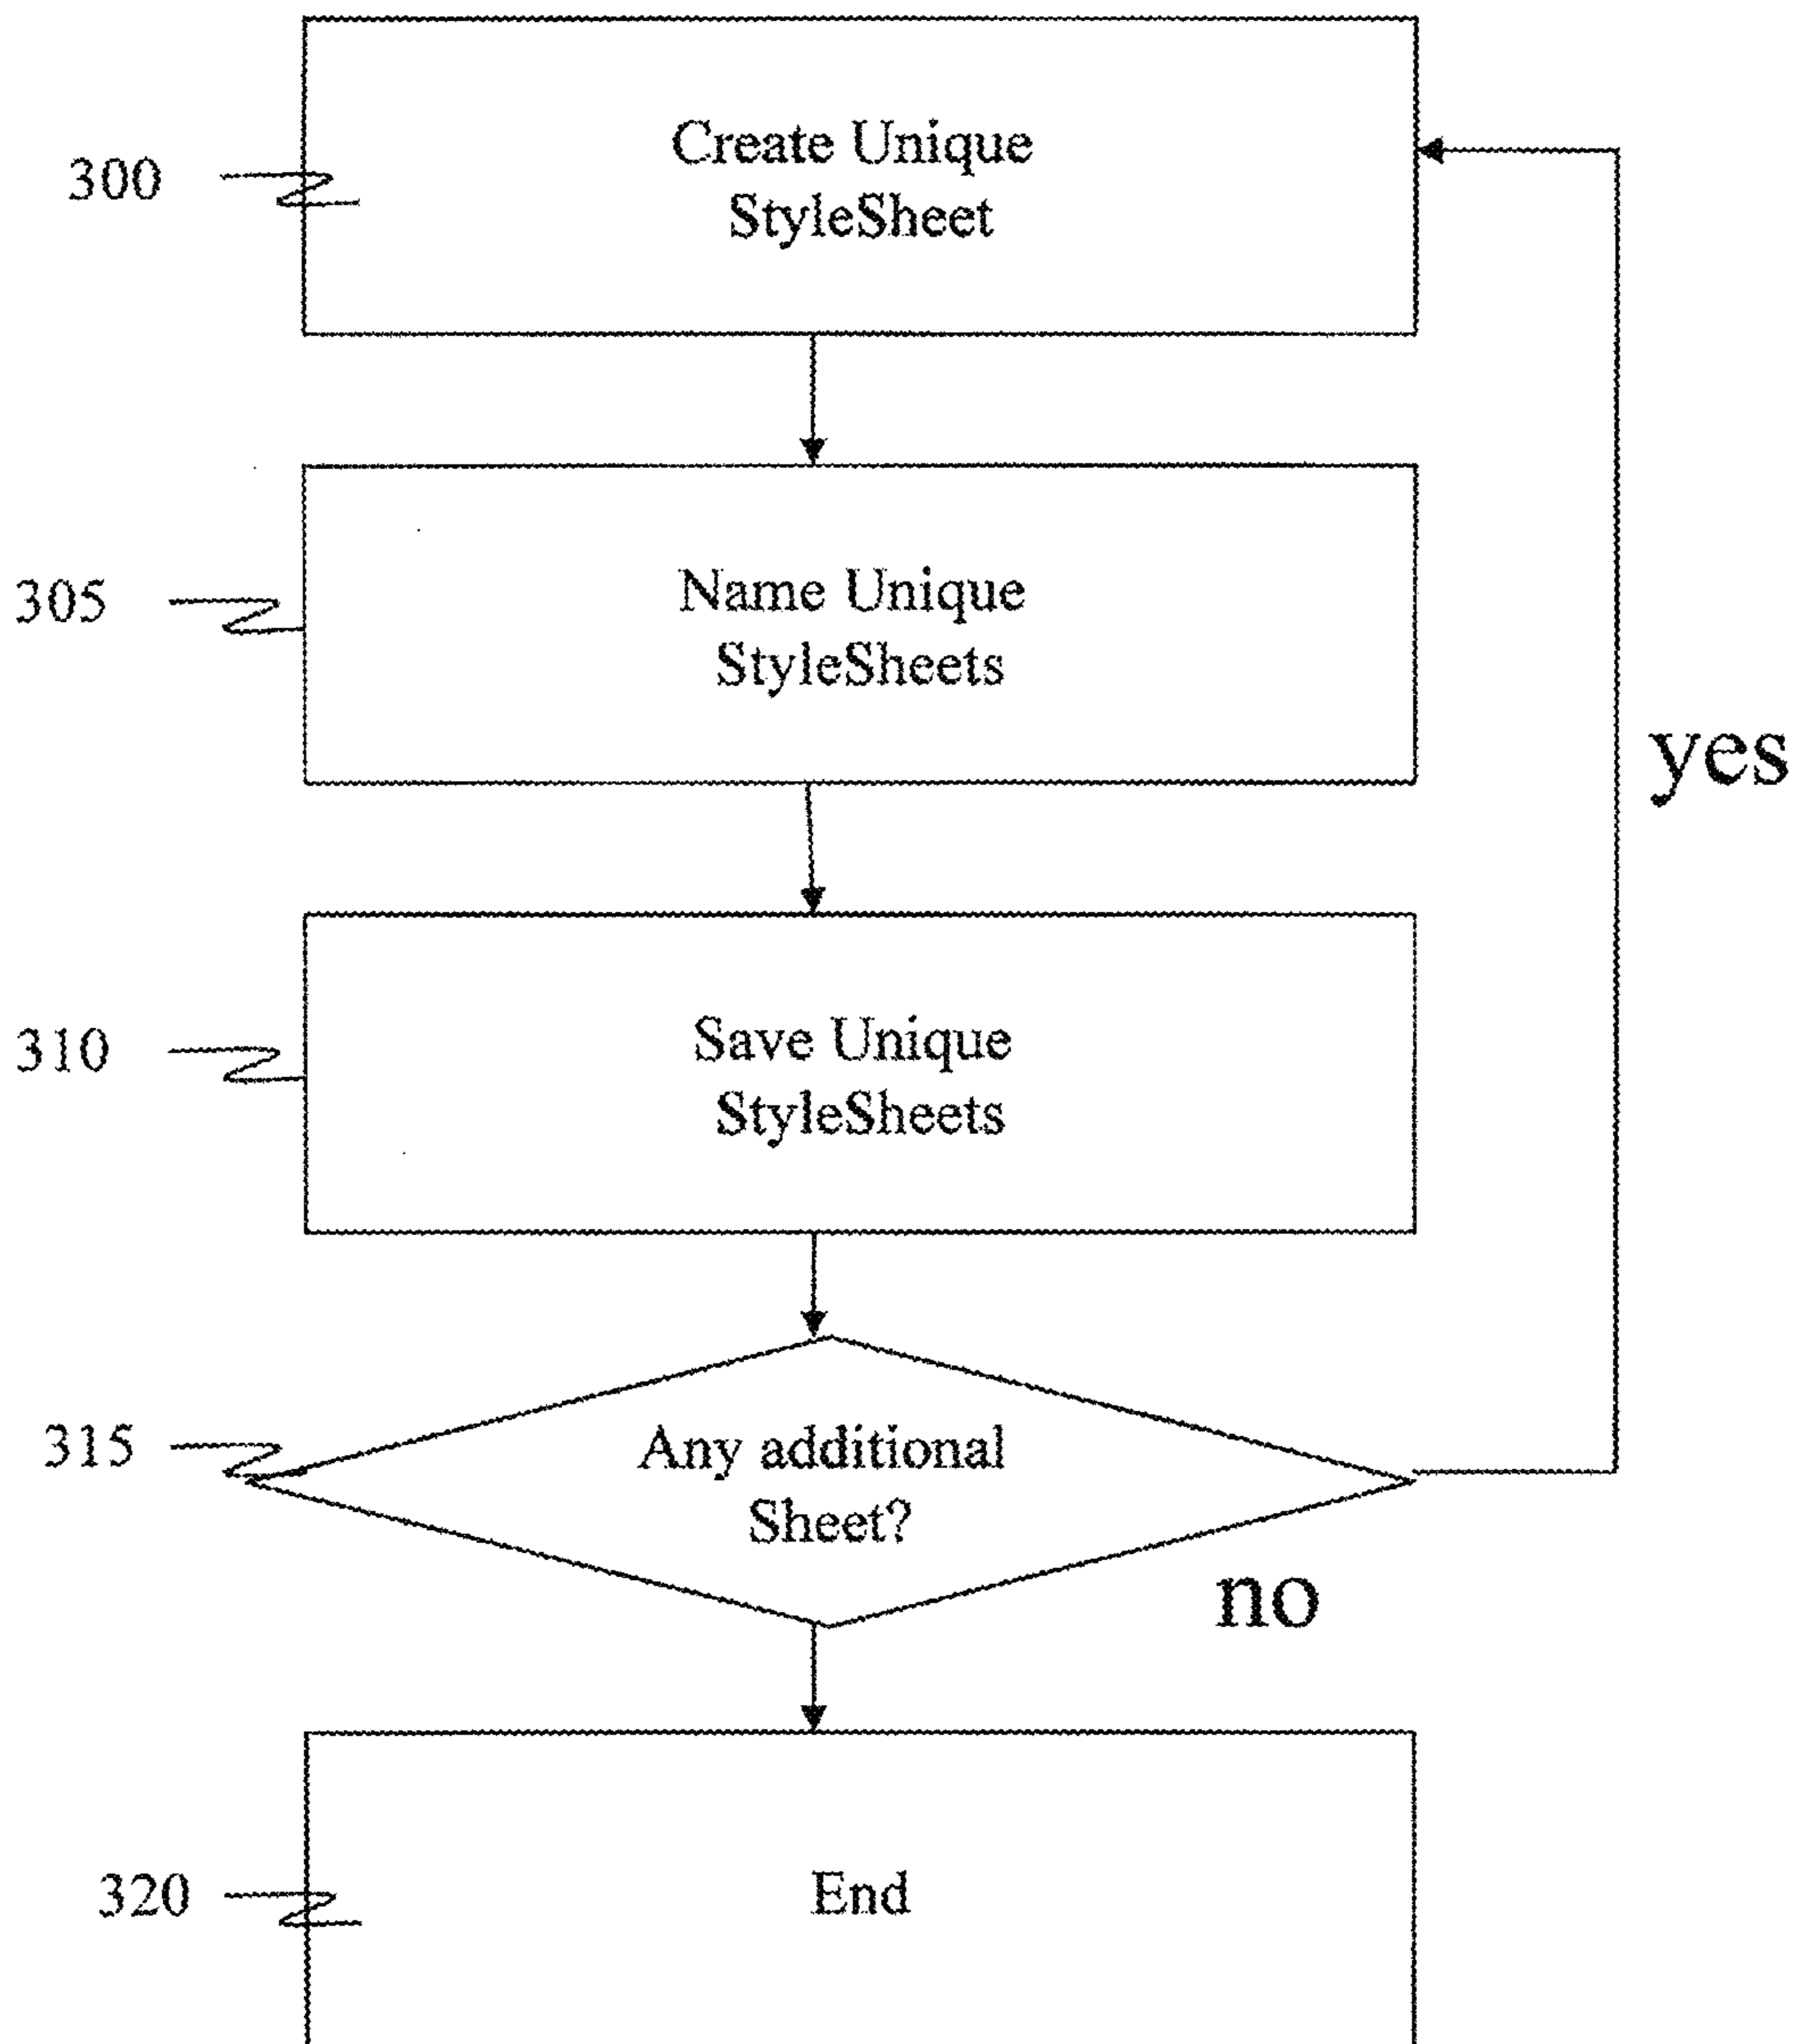 Create Unique
StyleSheet
300
Name Unique
StyleSheets
305
yes
Save Unique
StyleSheets
310
Any additional
Sheet?
315
no
End
320